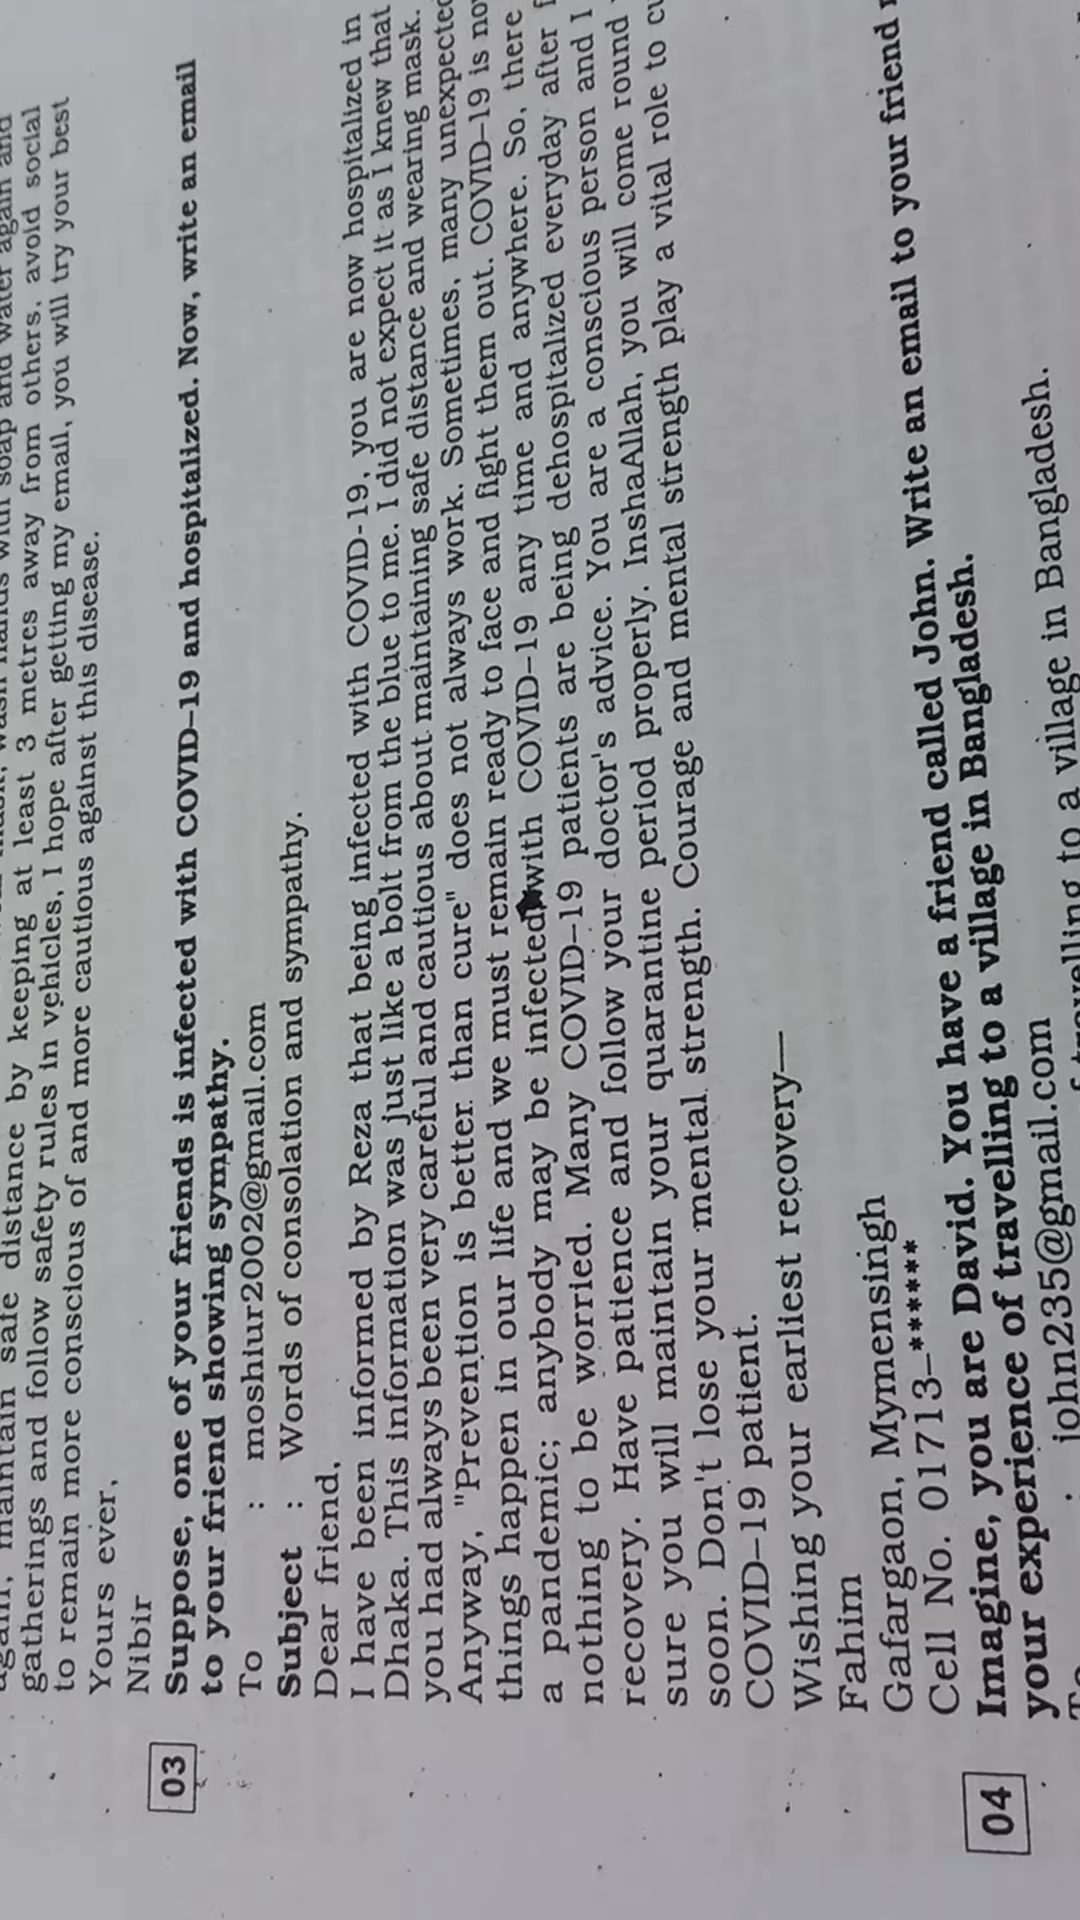 gatherings and follow safety rules in vehicles, I hope after getting my email, you will try your best
to remain more conscious of and more cautious against this disease.
Yours ever,
Nibir
03 Suppose, one of your friends is infected with COVID-19 and hospitalized. Now, write an email
to your friend showing sympathy.
To : moshiur2002@gmail.com
Subject : Words of consolation and sympathy.
Dear friend,
I have been informed by Reza that being infected with COVID-19, you are now hospitalized in
Dhaka. This information was just like a bolt from the blue to me. I did not expect it as I knew that
you had always been very careful and cautious about maintaining safe distance and wearing mask.
Anyway, "Prevention is better than cure" does not always work. Sometimes, many unexpected
things happen in our life and we must remain ready to face and fight them out. COVID-19 is
a pandemic; anybody may be infected with COVID-19 any time and anywhere. So, there
nothing to be worried. Many COVID-19 patients are being dehospitalized everyday after
recovery. Have patience and follow your doctor's advice. You are a conscious person and I
sure you will maintain your quarantine period properly. InshaAllah, you will come round
soon. Don't lose your mental strength. Courage and mental strength play a vital role to
COVID-19 patient.
Wishing your earliest recovery—
Fahim
Gafargaon, Mymensingh
Cell No. 01713-******
04 Imagine, you are David. You have a friend called John. Write an email to your friend
your experience of travelling to a village in Bangladesh.
: john235@gmail.com
travelling to a village in Bangladesh.